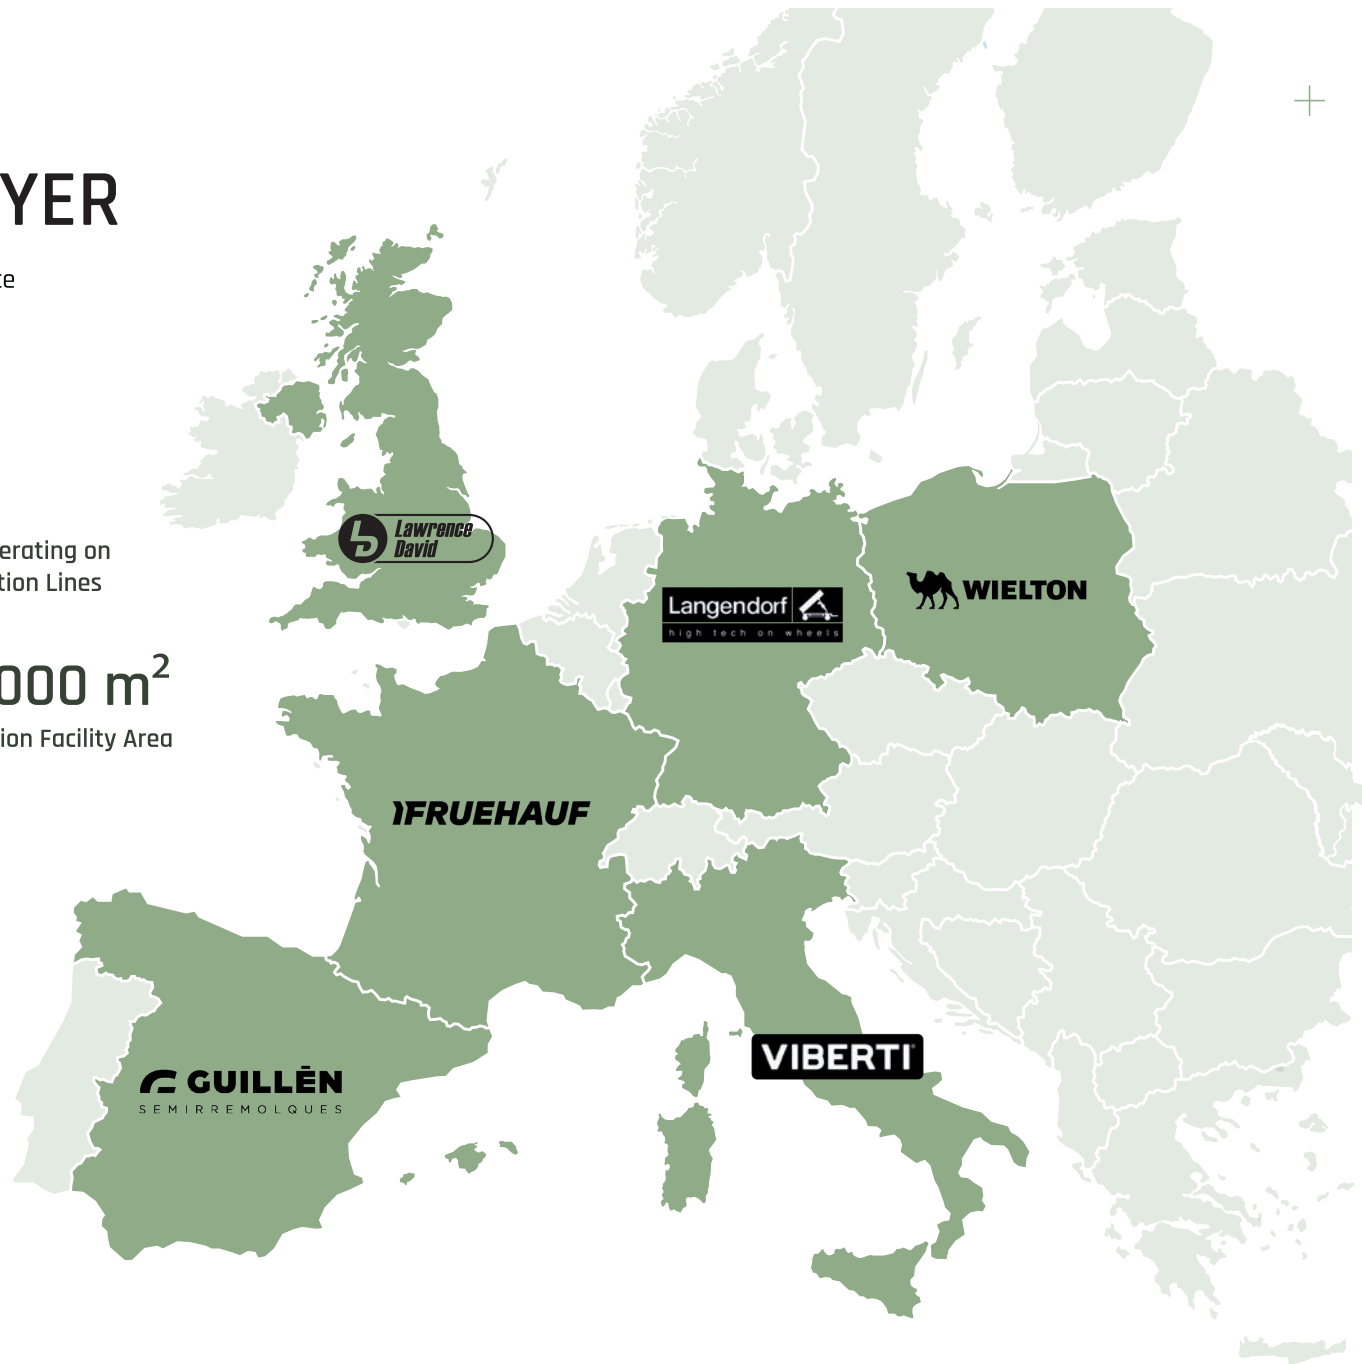 YER
te
erating on
tion Lines
000 m²
ion Facility Area
Lawrence
David
Langendorf
high tech on wheels
WIELTON
FRUEHAUF
VIBERTI
GUILLĒN
SEMIRREMOLQUES